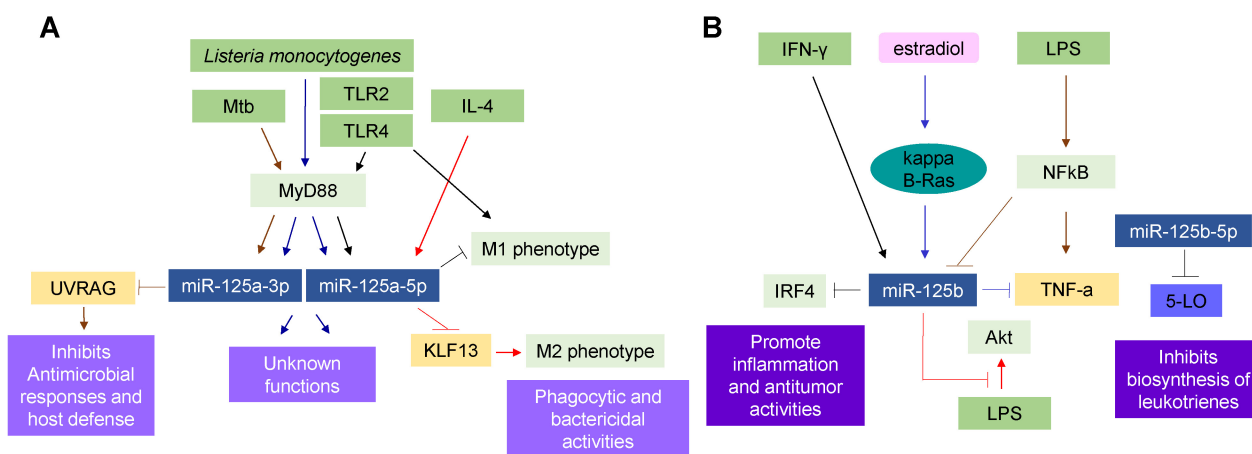 A
Listeria monocytogenes
Mtb
TLR2
TLR4
IL-4
MyD88
M1 phenotype
UVRAG
miR-125a-3p
miR-125a-5p
KLF13
M2 phenotype
Inhibits
Antimicrobial
responses and
host defense
Unknown
functions
Phagocytic and
bactericidal
activities
B
IFN-γ
estradiol
LPS
kappa
B-Ras
NFkB
miR-125b-5p
IRF4
miR-125b
TNF-a
5-LO
Promote
inflammation
and antitumor
activities
Akt
LPS
Inhibits
biosynthesis of
leukotrienes